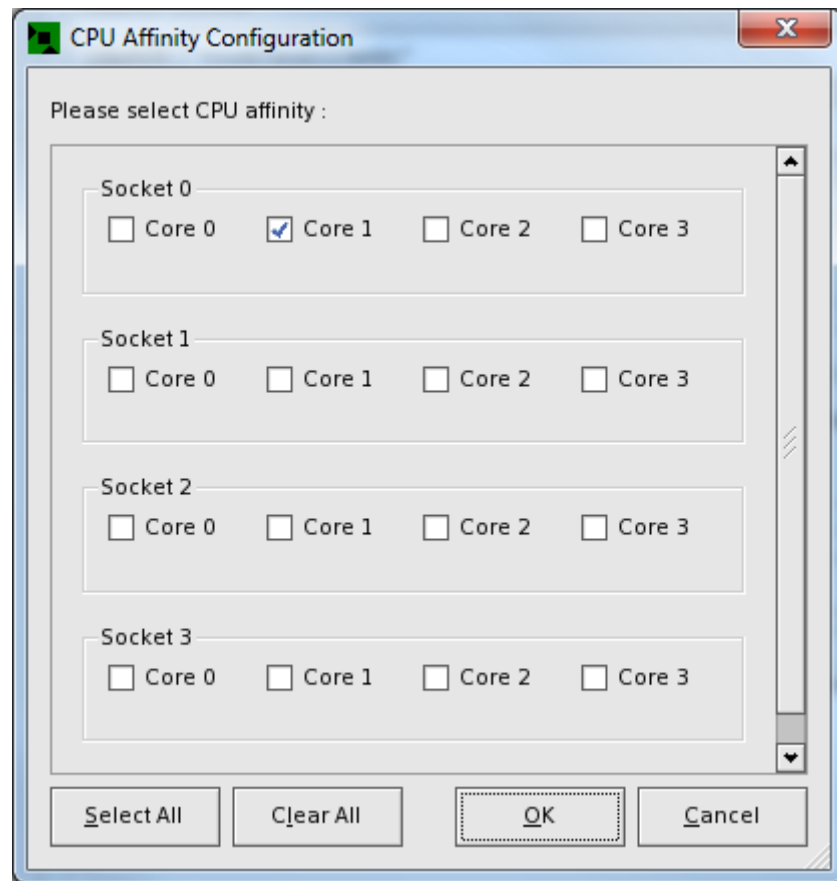 CPU Affinity Configuration
Please select CPU affinity :
Socket 0
Core 0 Core 1 Core 2 Core 3
Socket 1
Core 0 Core 1 Core 2 Core 3
Socket 2
Core 0 Core 1 Core 2 Core 3
Socket 3
Core 0 Core 1 Core 2 Core 3
Select All Clear All OK Cancel